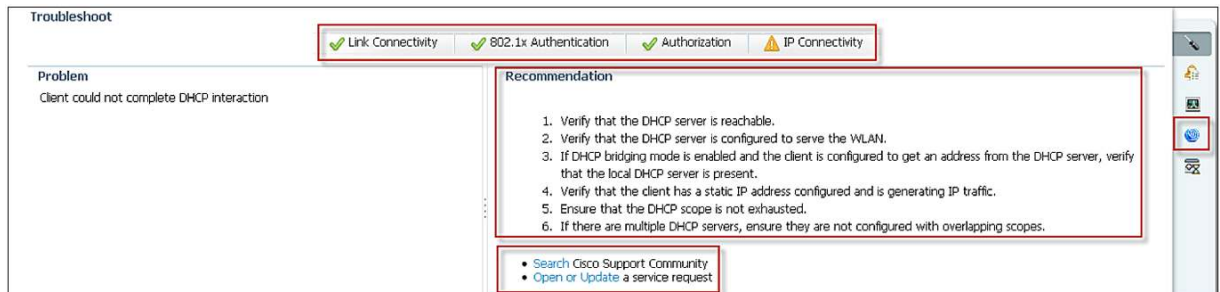 Troubleshoot
Link Connectivity
802.1x Authentication
Authorization
IP Connectivity
Problem
Client could not complete DHCP interaction
Recommendation
1. Verify that the DHCP server is reachable.
2. Verify that the DHCP server is configured to serve the WLAN.
3. If DHCP bridging mode is enabled and the client is configured to get an address from the DHCP server, verify
that the local DHCP server is present.
4. Verify that the client has a static IP address configured and is generating IP traffic.
5. Ensure that the DHCP scope is not exhausted.
6. If there are multiple DHCP servers, ensure they are not configured with overlapping scopes.
• Search Cisco Support Community
• Open or Update a service request